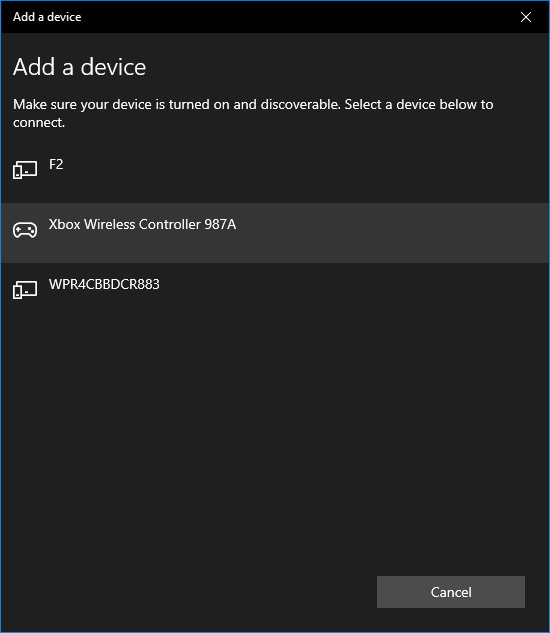 Add a device
Add a device
Make sure your device is turned on and discoverable. Select a device below to
connect.
F2
Xbox Wireless Controller 987A
WPR4CBBDCR883
Cancel